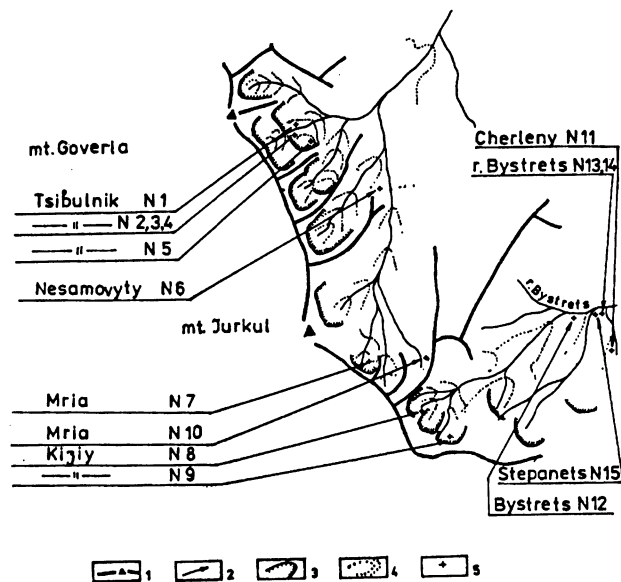 mt. Goverla
Cherleny N11
r. Bystrets N13,14
Tsibulnik N1
—„— N 2,3,4
—„— N 5
Nesamovyty N6
r. Bystrets
mt. Jurkul
Mria N7
Mria N10
Kijiy N8
—„— N9
Stepanets N15
Bystrets N12
1 2 3 4 5